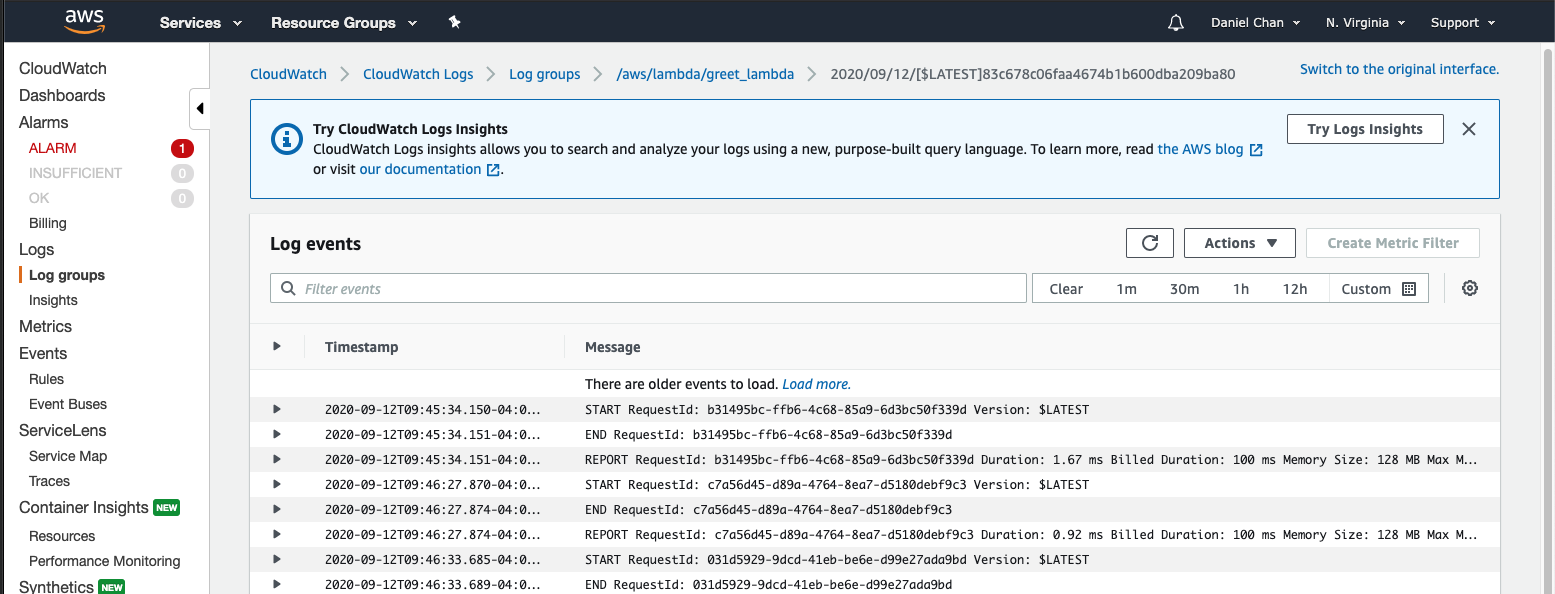 aws Services Resource Groups Daniel Chan N. Virginia Support
CloudWatch
Dashboards
Alarms
ALARM 1
INSUFFICIENT 0
OK 0
Billing
Logs
Log groups
Insights
Metrics
Events
Rules
Event Buses
ServiceLens
Service Map
Traces
Container Insights NEW
Resources
Performance Monitoring
Synthetics NEW
CloudWatch CloudWatch Logs Log groups /aws/lambda/greet_lambda 2020/09/12/[$LATEST]83c678c06faa4674b1b600dba209ba80
Switch to the original interface.
Try CloudWatch Logs Insights
CloudWatch Logs insights allows you to search and analyze your logs using a new, purpose-built query language. To learn more, read the AWS blog
or visit our documentation .
Try Logs Insights
Log events
Actions Create Metric Filter
Filter events Clear 1m 30m 1h 12h Custom
Timestamp Message
There are older events to load. Load more.
2020-09-12T09:45:34.150-04:0... START RequestId: b31495bc-ffb6-4c68-85a9-6d3bc50f339d Version: $LATEST
2020-09-12T09:45:34.151-04:0... END RequestId: b31495bc-ffb6-4c68-85a9-6d3bc50f339d
2020-09-12T09:45:34.151-04:0... REPORT RequestId: b31495bc-ffb6-4c68-85a9-6d3bc50f339d Duration: 1.67 ms Billed Duration: 100 ms Memory Size: 128 MB Max M...
2020-09-12T09:46:27.870-04:0... START RequestId: c7a56d45-d89a-4764-8ea7-d5180debf9c3 Version: $LATEST
2020-09-12T09:46:27.874-04:0... END RequestId: c7a56d45-d89a-4764-8ea7-d5180debf9c3
2020-09-12T09:46:27.874-04:0... REPORT RequestId: c7a56d45-d89a-4764-8ea7-d5180debf9c3 Duration: 0.92 ms Billed Duration: 100 ms Memory Size: 128 MB Max M...
2020-09-12T09:46:33.685-04:0... START RequestId: 031d5929-9dcd-41eb-be6e-d99e27ada9bd Version: $LATEST
2020-09-12T09:46:33.689-04:0... END RequestId: 031d5929-9dcd-41eb-be6e-d99e27ada9bd